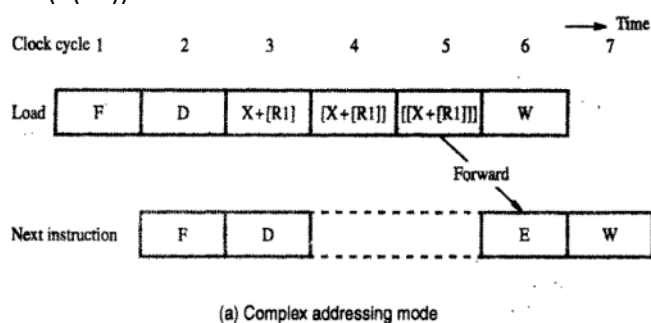 Time
Clock cycle 1 2 3 4 5 6 7
Load F D X+[R1] [X+[R1]] [[X+[R1]]] W
Forward
Next instruction F D E W
(a) Complex addressing mode